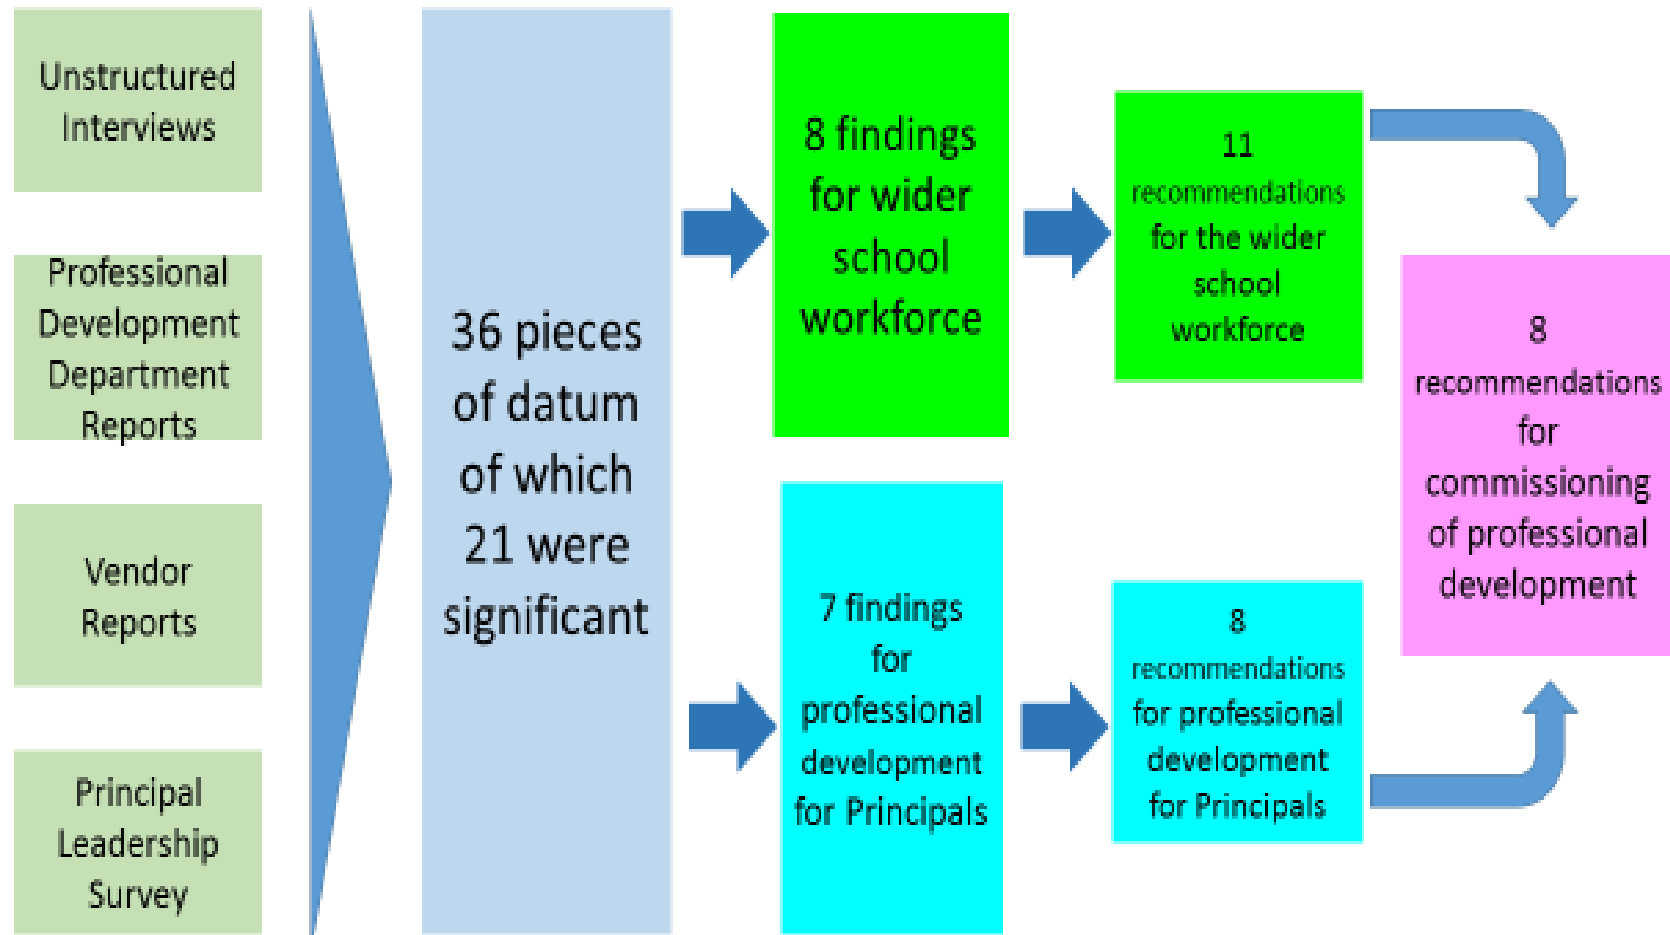 Unstructured
Interviews
Professional
Development
Department
Reports
Vendor
Reports
Principal
Leadership
Survey
36 pieces
of datum
of which
21 were
significant
8 findings
for wider
school
workforce
7 findings
for
professional
development
for Principals
11
recommendations
for the wider
school
workforce
8
recommendations
for professional
development
for Principals
8
recommendations
for
commissioning
of professional
development